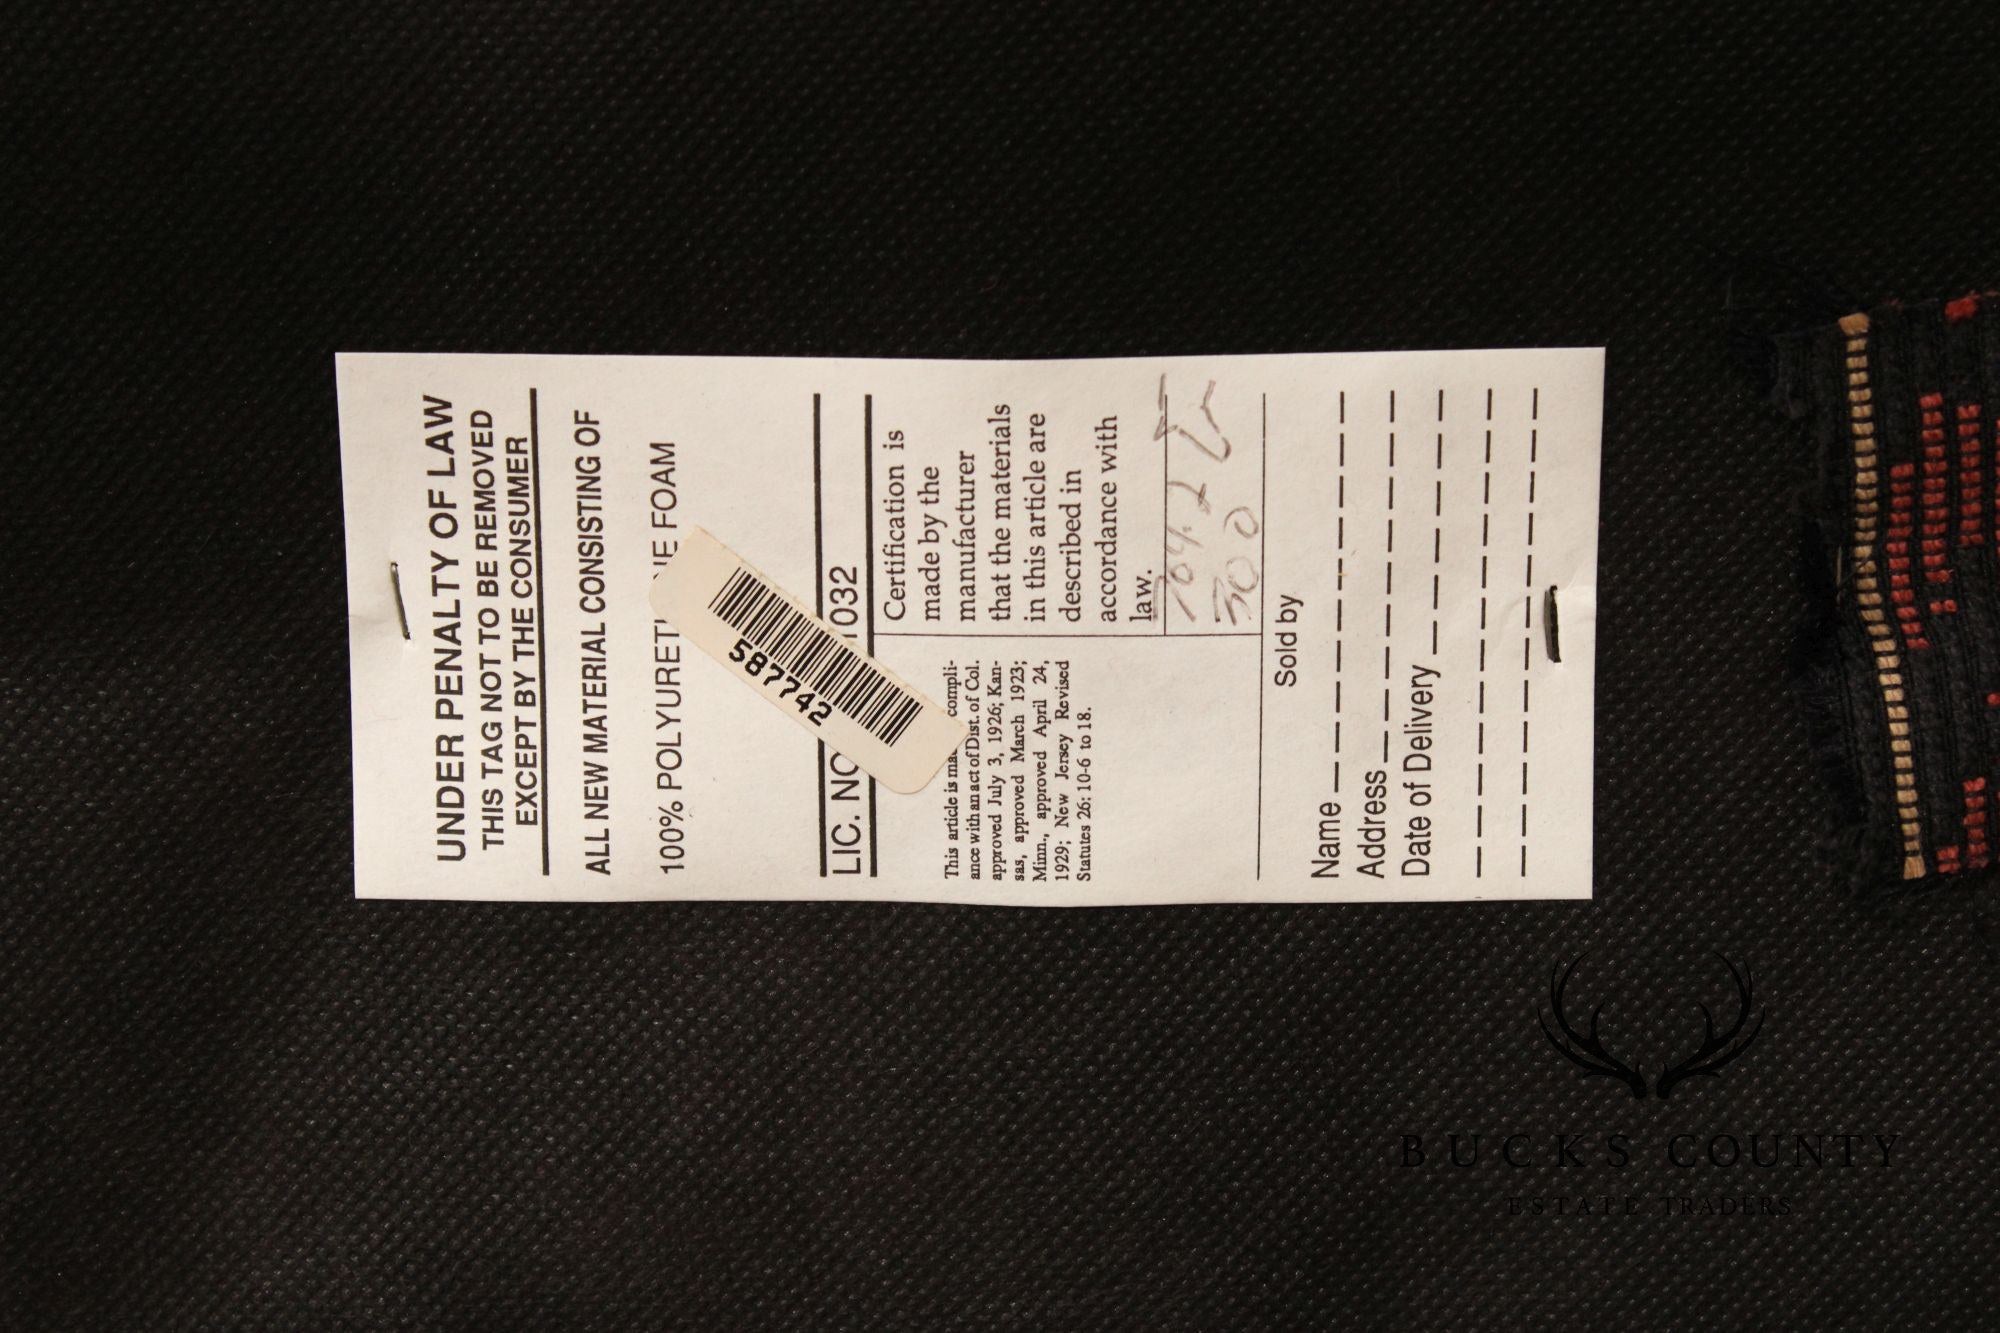 UNDER PENALTY OF LAW
THIS TAG NOT TO BE REMOVED
EXCEPT BY THE CONSUMER
ALL NEW MATERIAL CONSISTING OF
100% POLYURET NE FOAM
587742
LIC. NO 1032
This article is ma compli-
ance with an act of Dist. of Col.
approved July 3, 1926; Kan-
sas, approved March 1923;
Minn., approved April 24,
1929; New Jersey Revised
Statutes 26: 10-6 to 18.
Certification is
made by the
manufacturer
that the materials
in this article are
described in
accordance with
law.
300
Sold by
Name
Address
Date of Delivery
BUCKS COUNTY
ESTATE TRADERS